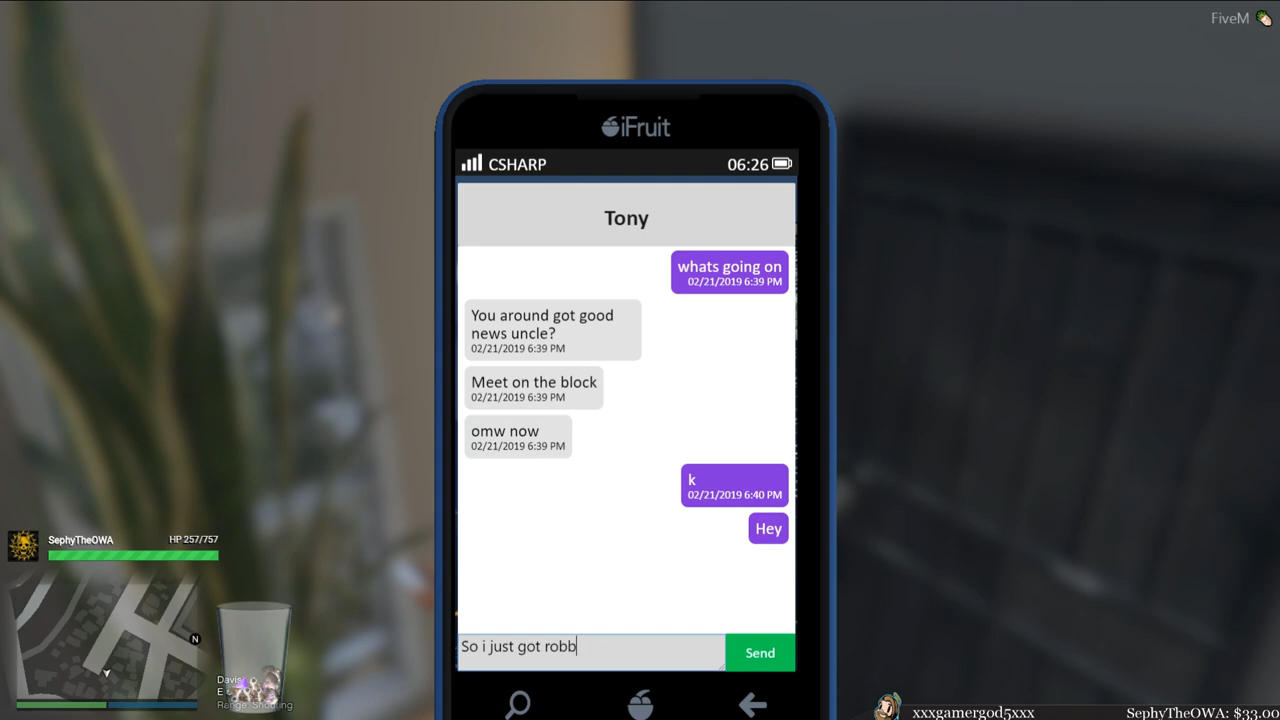 FiveM
iFruit
CSHARP 06:26
Tony
whats going on
02/21/2019 6:39 PM
You around got good
news uncle?
02/21/2019 6:39 PM
Meet on the block
02/21/2019 6:39 PM
omw now
02/21/2019 6:39 PM
k
02/21/2019 6:40 PM
Hey
So i just got robb
Send
SephyTheOWA HP 257/757
N
Davis
E
Range Shooting
xxxgamergod5xxx SephyTheOWA: $33.00